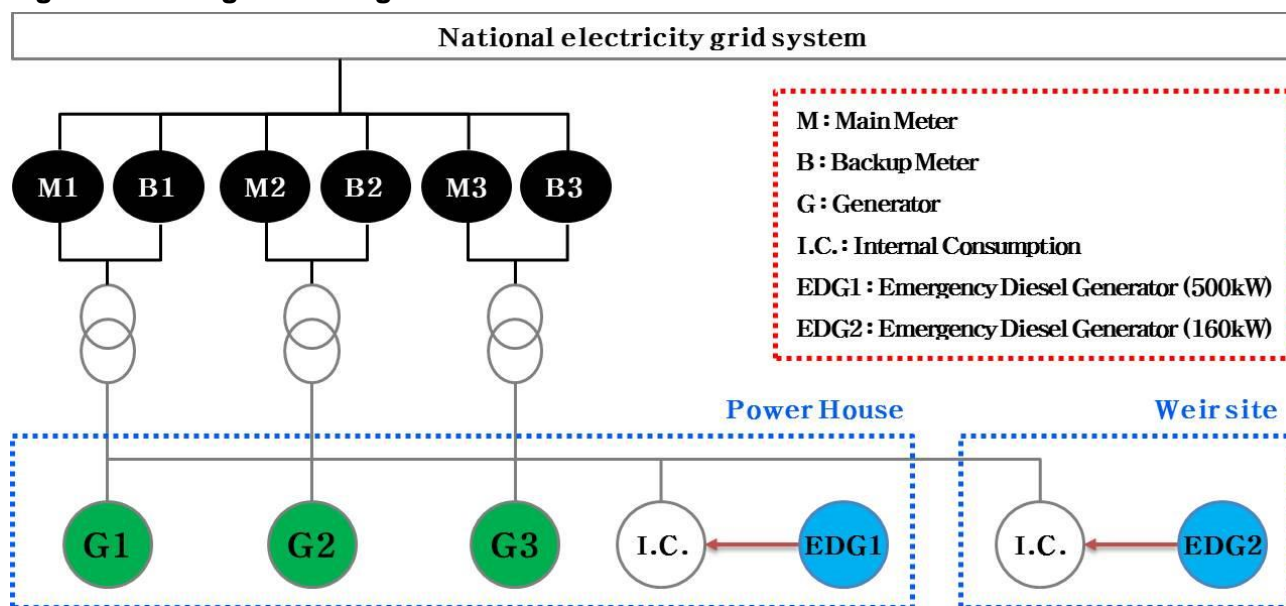 National electricity grid system
M : Main Meter
B : Backup Meter
G : Generator
I.C. : Internal Consumption
EDG1 : Emergency Diesel Generator (500kW)
EDG2 : Emergency Diesel Generator (160kW)
M1 B1 M2 B2 M3 B3
Power House Weir site
G1 G2 G3 I.C. EDG1 I.C. EDG2